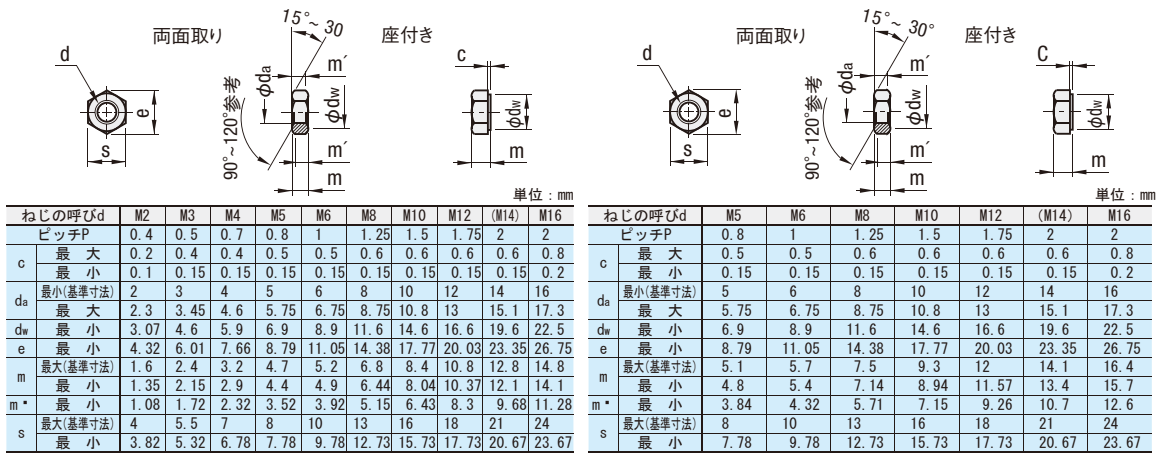 15°~ 30
両面取り
座付き
d
e
s
90°~120°参考
φda
m′
φdw
m′
m
c
φdw
m
単位：mm
ねじの呼びd M2 M3 M4 M5 M6 M8 M10 M12 (M14) M16
ピッチP 0.4 0.5 0.7 0.8 1 1.25 1.5 1.75 2 2
c 最 大 0.2 0.4 0.4 0.5 0.5 0.6 0.6 0.6 0.6 0.8
最 小 0.1 0.15 0.15 0.15 0.15 0.15 0.15 0.15 0.15 0.2
da 最小(基準寸法) 2 3 4 5 6 8 10 12 14 16
最 大 2.3 3.45 4.6 5.75 6.75 8.75 10.8 13 15.1 17.3
dw 最 小 3.07 4.6 5.9 6.9 8.9 11.6 14.6 16.6 19.6 22.5
e 最 小 4.32 6.01 7.66 8.79 11.05 14.38 17.77 20.03 23.35 26.75
m 最大(基準寸法) 1.6 2.4 3.2 4.7 5.2 6.8 8.4 10.8 12.8 14.8
最 小 1.35 2.15 2.9 4.4 4.9 6.44 8.04 10.37 12.1 14.1
m′ 最 小 1.08 1.72 2.32 3.52 3.92 5.15 6.43 8.3 9.68 11.28
s 最大(基準寸法) 4 5.5 7 8 10 13 16 18 21 24
最 小 3.82 5.32 6.78 7.78 9.78 12.73 15.73 17.73 20.67 23.67
15°~ 30°
両面取り
座付き
d
e
s
90°~120°参考
φda
m′
φdw
m′
m
C
φdw
m
単位：mm
ねじの呼びd M5 M6 M8 M10 M12 (M14) M16
ピッチP 0.8 1 1.25 1.5 1.75 2 2
c 最 大 0.5 0.5 0.6 0.6 0.6 0.6 0.8
最 小 0.15 0.15 0.15 0.15 0.15 0.15 0.2
da 最小(基準寸法) 5 6 8 10 12 14 16
最 大 5.75 6.75 8.75 10.8 13 15.1 17.3
dw 最 小 6.9 8.9 11.6 14.6 16.6 19.6 22.5
e 最 小 8.79 11.05 14.38 17.77 20.03 23.35 26.75
m 最大(基準寸法) 5.1 5.7 7.5 9.3 12 14.1 16.4
最 小 4.8 5.4 7.14 8.94 11.57 13.4 15.7
m′ 最 小 3.84 4.32 5.71 7.15 9.26 10.7 12.6
s 最大(基準寸法) 8 10 13 16 18 21 24
最 小 7.78 9.78 12.73 15.73 17.73 20.67 23.67